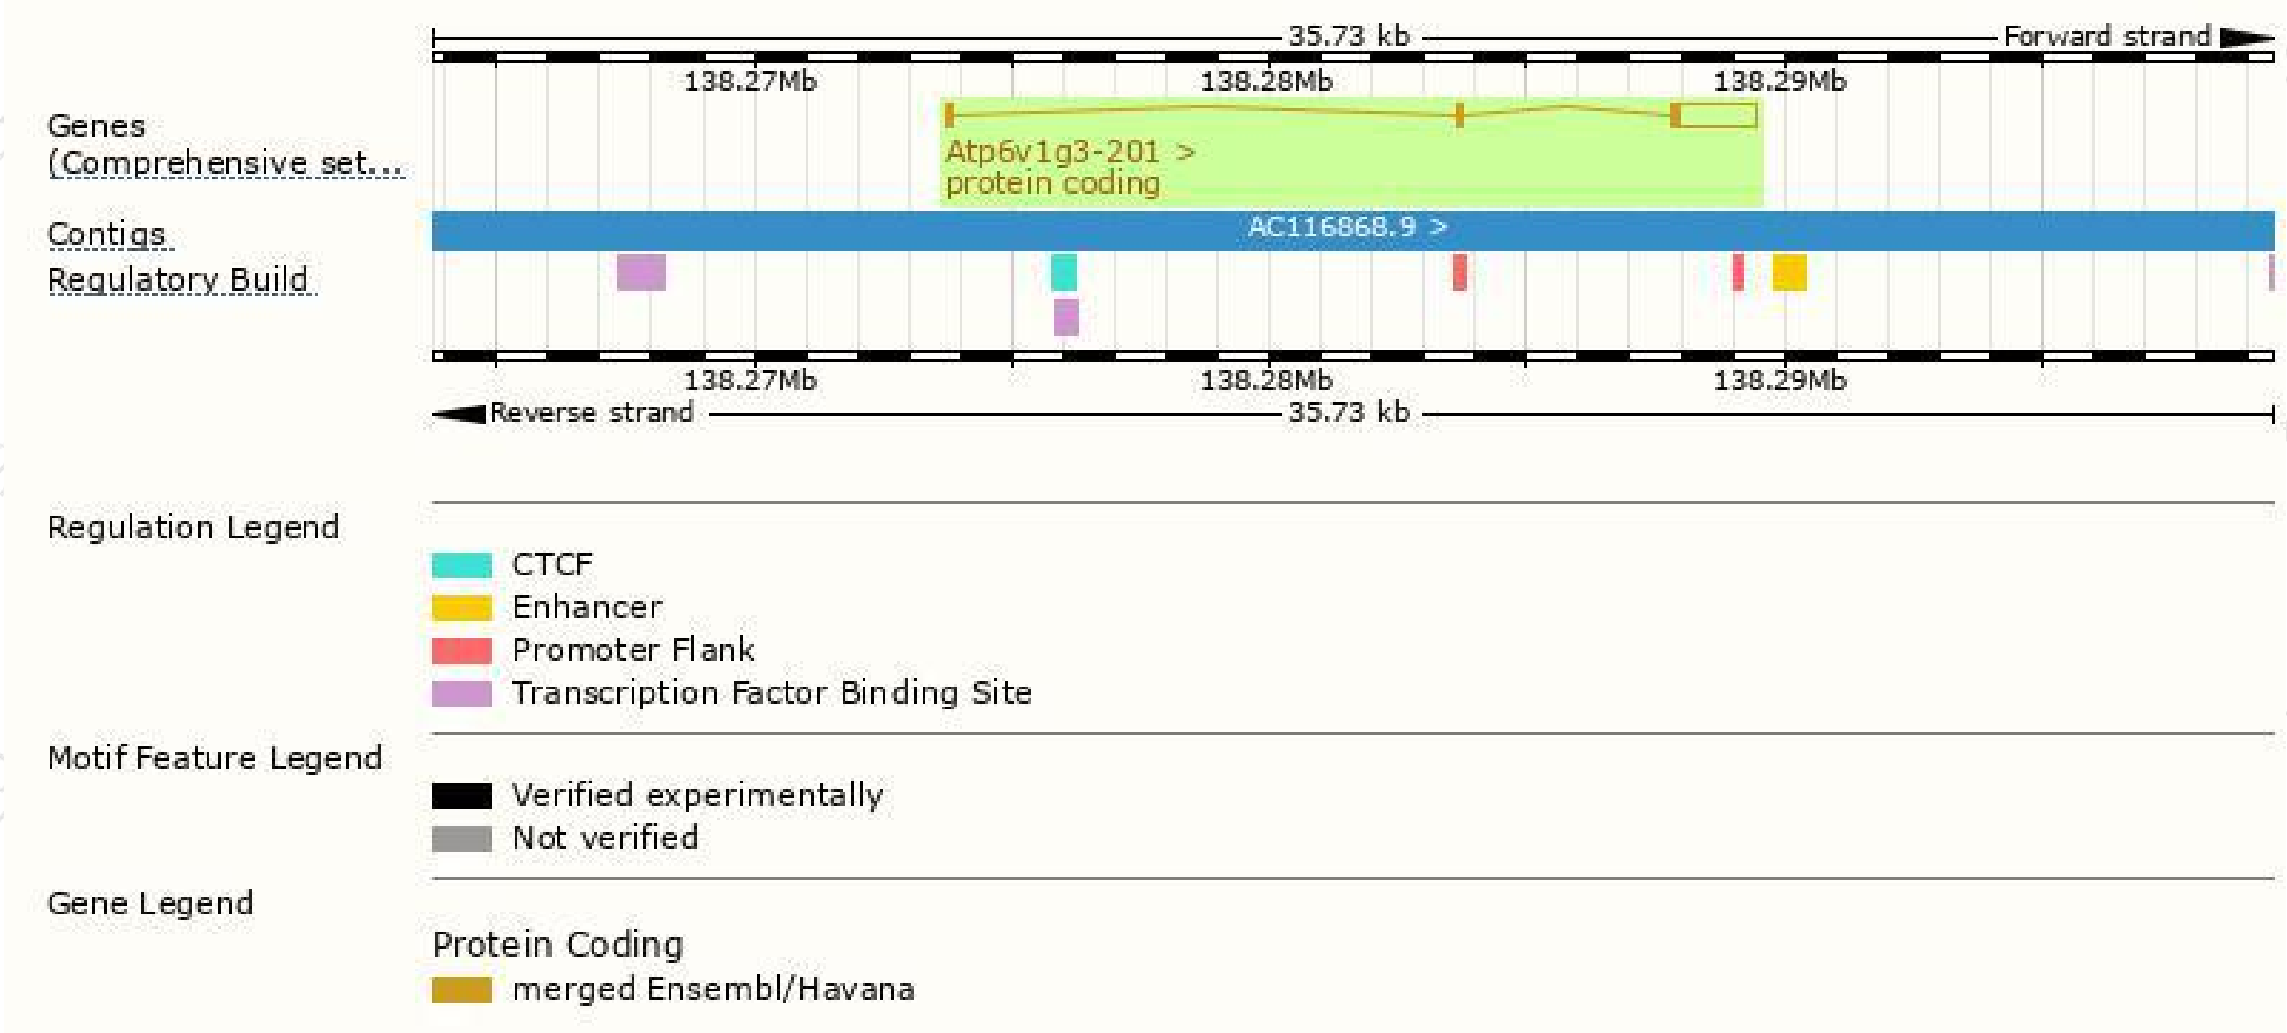 35.73 kb Forward strand
138.27Mb 138.28Mb 138.29Mb
Genes
(Comprehensive set...
Atp6v1g3-201 >
protein coding
Contigs AC116868.9 >
Regulatory Build
138.27Mb 138.28Mb 138.29Mb
Reverse strand 35.73 kb
Regulation Legend
CTCF
Enhancer
Promoter Flank
Transcription Factor Binding Site
Motif Feature Legend
Verified experimentally
Not verified
Gene Legend
Protein Coding
merged Ensembl/Havana